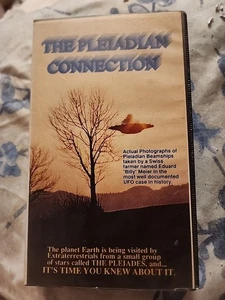 THE PLEIADIAN
CONNECTION
Actual Photographs of
Pleiadian Beamships
taken by a Swiss
farmer named Eduard
"Billy" Meier in the
most well documented
UFO case in history.
The planet Earth is being visited by
Extraterrestrials from a small group
of stars called THE PLEIADES, and...
IT'S TIME YOU KNEW ABOUT IT.